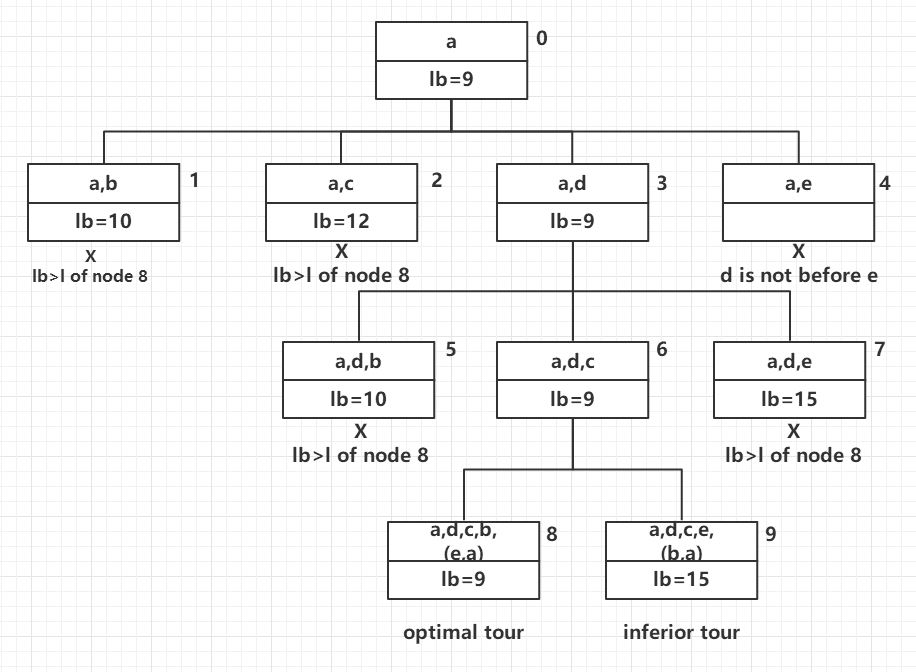 a
0
lb=9
a,b
1
lb=10
X
lb>l of node 8
a,c
2
lb=12
X
lb>l of node 8
a,d
3
lb=9
a,e
4
X
d is not before e
a,d,b
5
lb=10
X
lb>l of node 8
a,d,c
6
lb=9
a,d,e
7
lb=15
X
lb>l of node 8
a,d,c,b,
(e,a)
8
lb=9
optimal tour
a,d,c,e,
(b,a)
9
lb=15
inferior tour